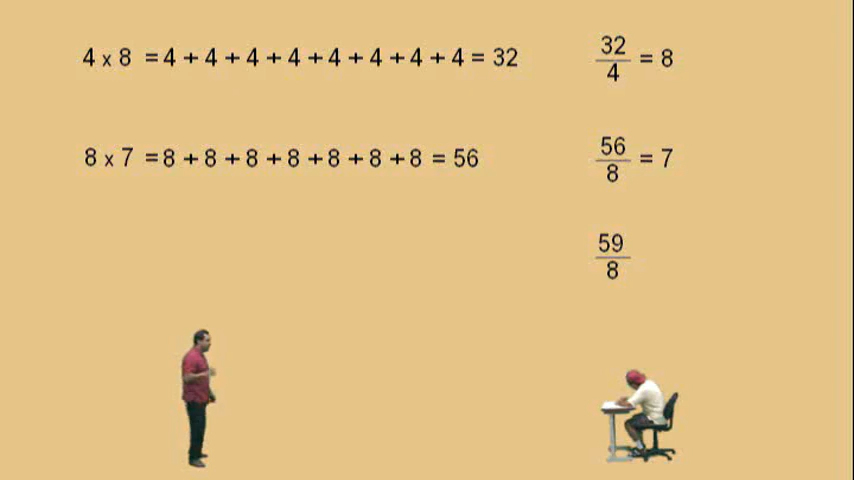 4 x 8 = 4 + 4 + 4 + 4 + 4 + 4 + 4 + 4 = 32
32/4 = 8
8 x 7 = 8 + 8 + 8 + 8 + 8 + 8 + 8 = 56
56/8 = 7
59/8